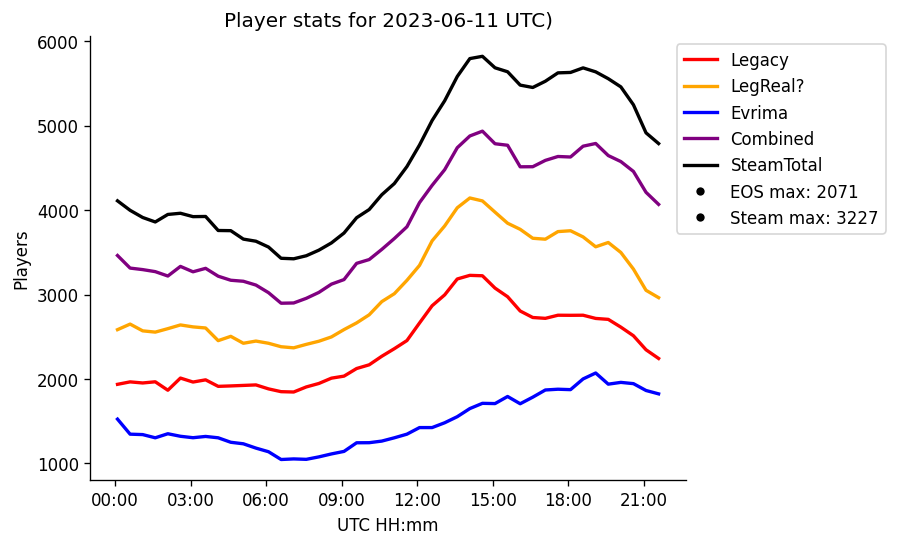 Player stats for 2023-06-11 UTC)
6000
5000
4000
3000
2000
1000
Players
00:00 03:00 06:00 09:00 12:00 15:00 18:00 21:00
UTC HH:mm
Legacy
LegReal?
Evrima
Combined
SteamTotal
EOS max: 2071
Steam max: 3227